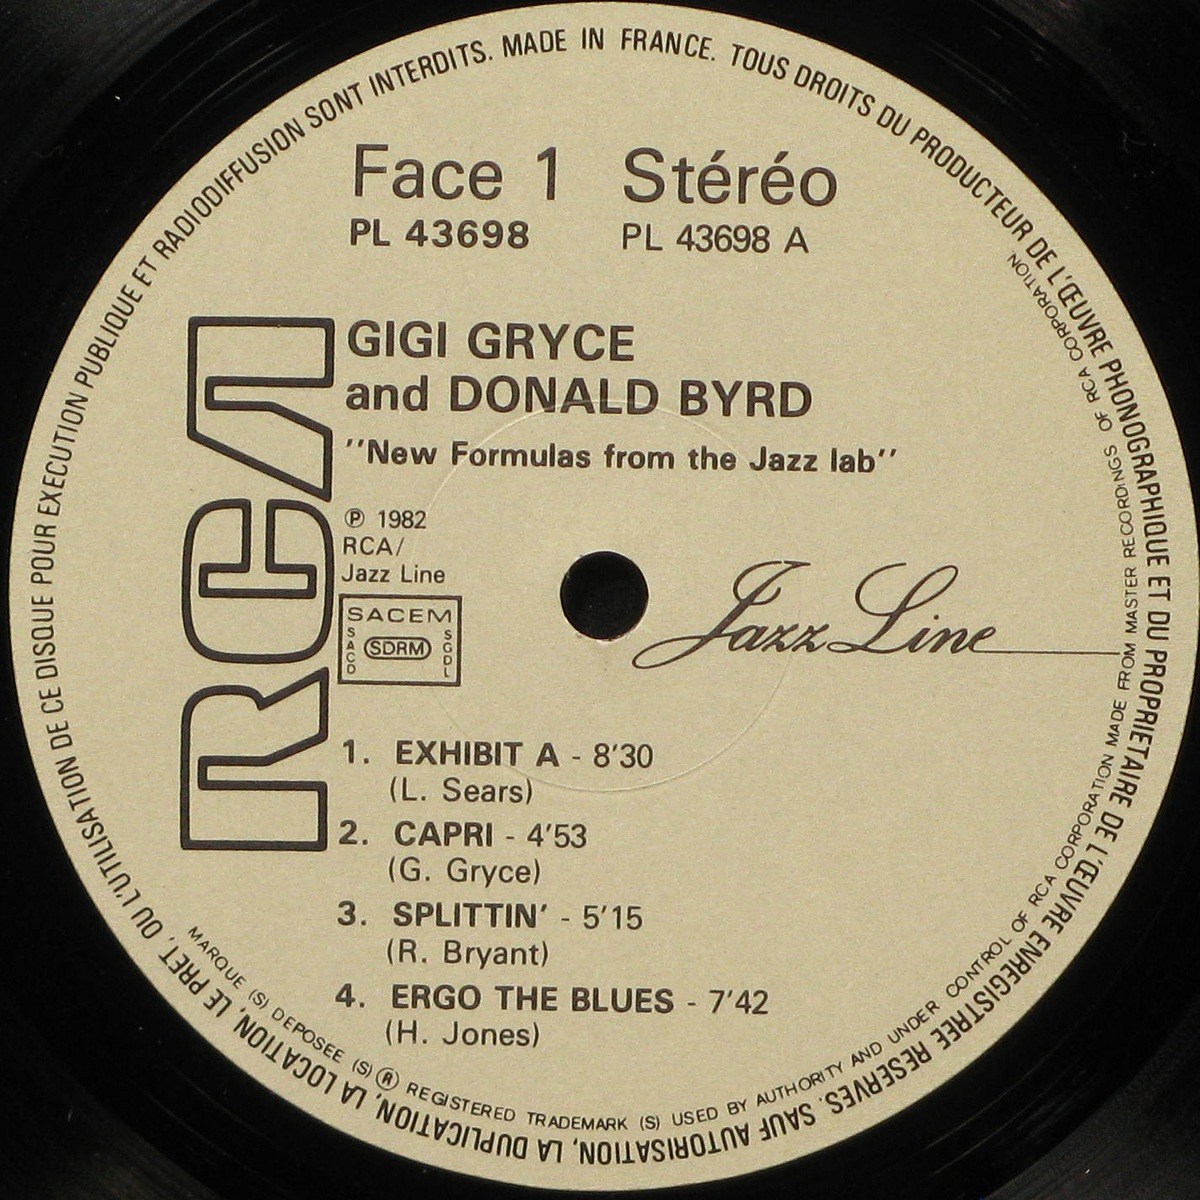 TOUS DROITS DU PRODUCTEUR DE L'ŒUVRE PHONOGRAPHIQUE ET DU PROPRIETAIRE DE L'ŒUVRE ENREGISTREE RESERVES. SAUF AUTORISATION, LA DUPLICATION, LA LOCATION, LE PRET, OU L'UTILISATION DE CE DISQUE POUR EXECUTION PUBLIQUE ET RADIODIFFUSION SONT INTERDITS. MADE IN FRANCE.
Face 1 Stéréo
PL 43698 PL 43698 A
GIGI GRYCE
and DONALD BYRD
''New Formulas from the Jazz lab''
RCA
℗ 1982
RCA/
Jazz Line
SACEM
SACD
SDRM
SGDL
Jazz Line
1. EXHIBIT A - 8'30
(L. Sears)
2. CAPRI - 4'53
(G. Gryce)
3. SPLITTIN' - 5'15
(R. Bryant)
4. ERGO THE BLUES - 7'42
(H. Jones)
MARQUE (S) DEPOSEE (S) ® REGISTERED TRADEMARK (S) USED BY AUTHORITY AND UNDER CONTROL OF RCA CORPORATION MADE FROM MASTER RECORDINGS OF RCA CORPORATION.